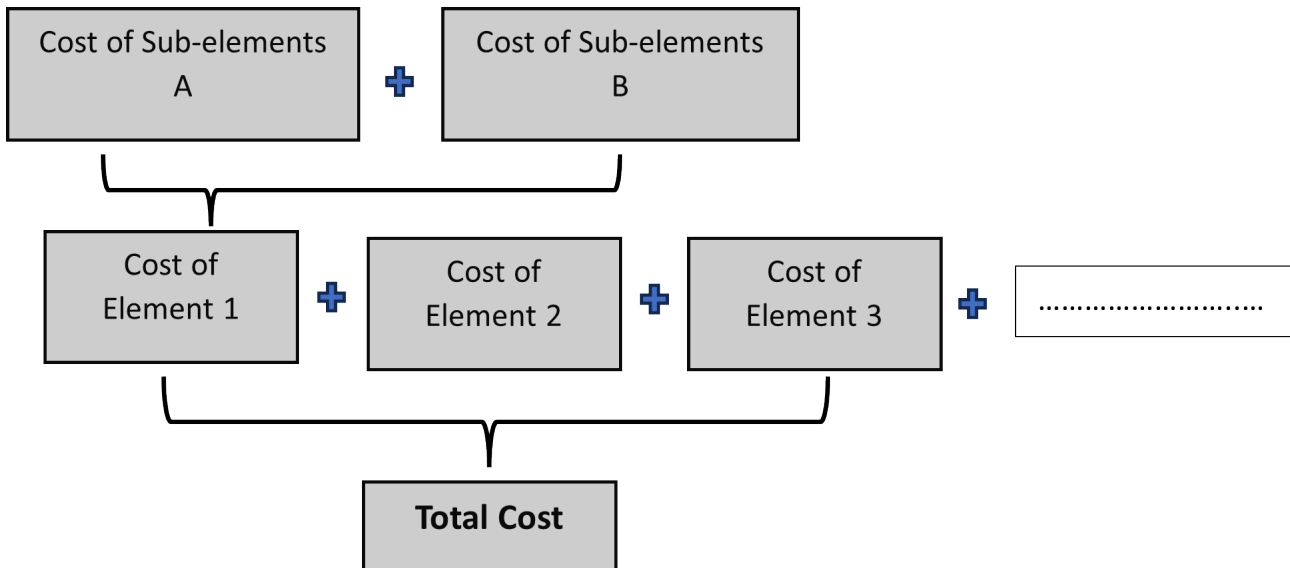 Cost of Sub-elements
A
Cost of Sub-elements
B
Cost of
Element 1
Cost of
Element 2
Cost of
Element 3
...........................
Total Cost